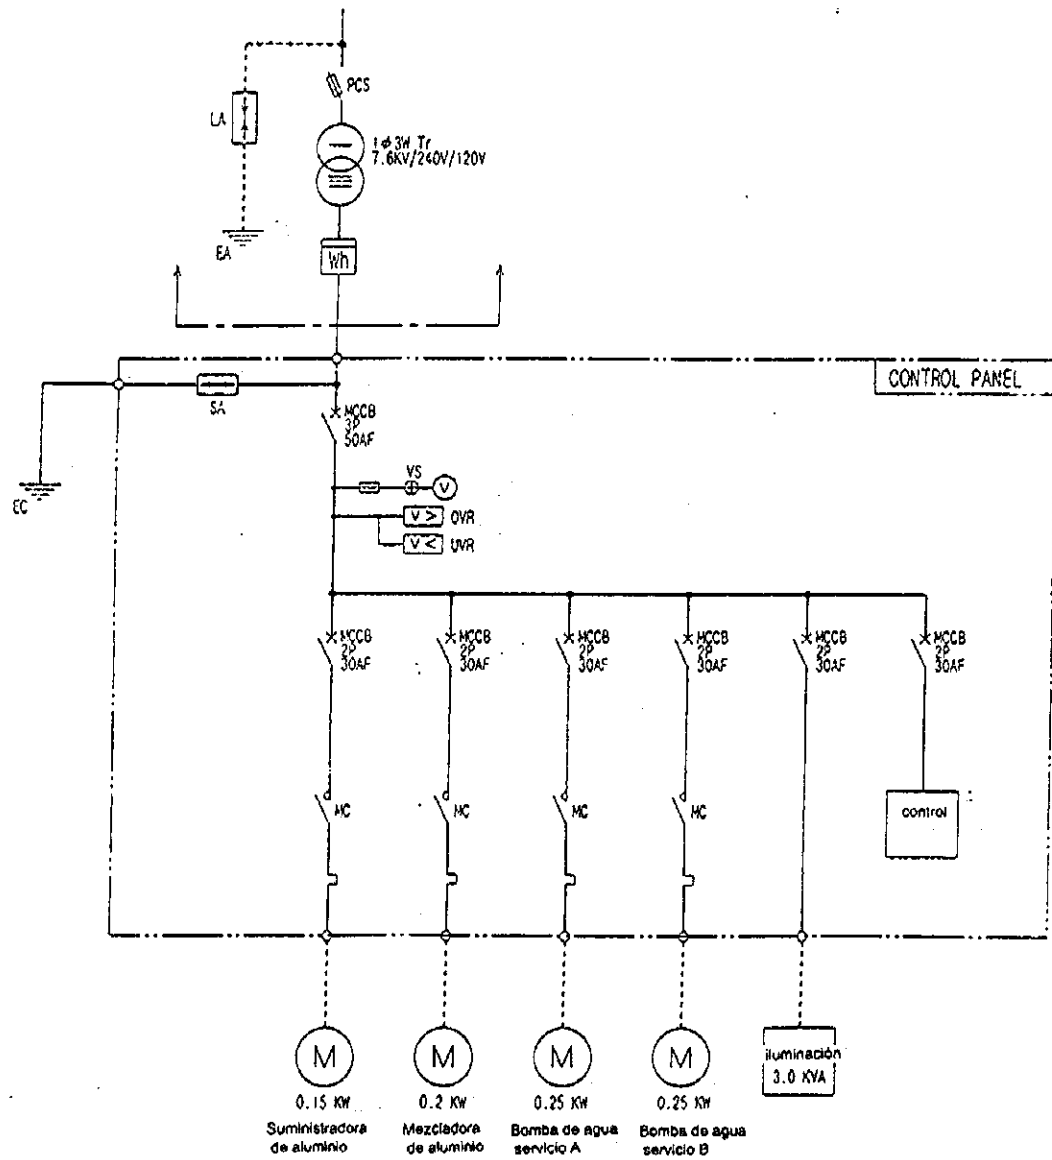 PCS
LA
1φ3W Tr
7.6KV/240V/120V
EA
Wh
CONTROL PANEL
SA
MCCB
3P
50AF
EC
VS
V
V > OVR
V < UVR
MCCB
2P
30AF
MCCB
2P
30AF
MCCB
2P
30AF
MCCB
2P
30AF
MCCB
2P
30AF
MCCB
2P
30AF
MC
MC
MC
MC
control
M
M
M
M
iluminación
3.0 KVA
0.15 KW
Suministradora
de aluminio
0.2 KW
Mezcladora
de aluminio
0.25 KW
Bomba de agua
servicio A
0.25 KW
Bomba de agua
servicio B